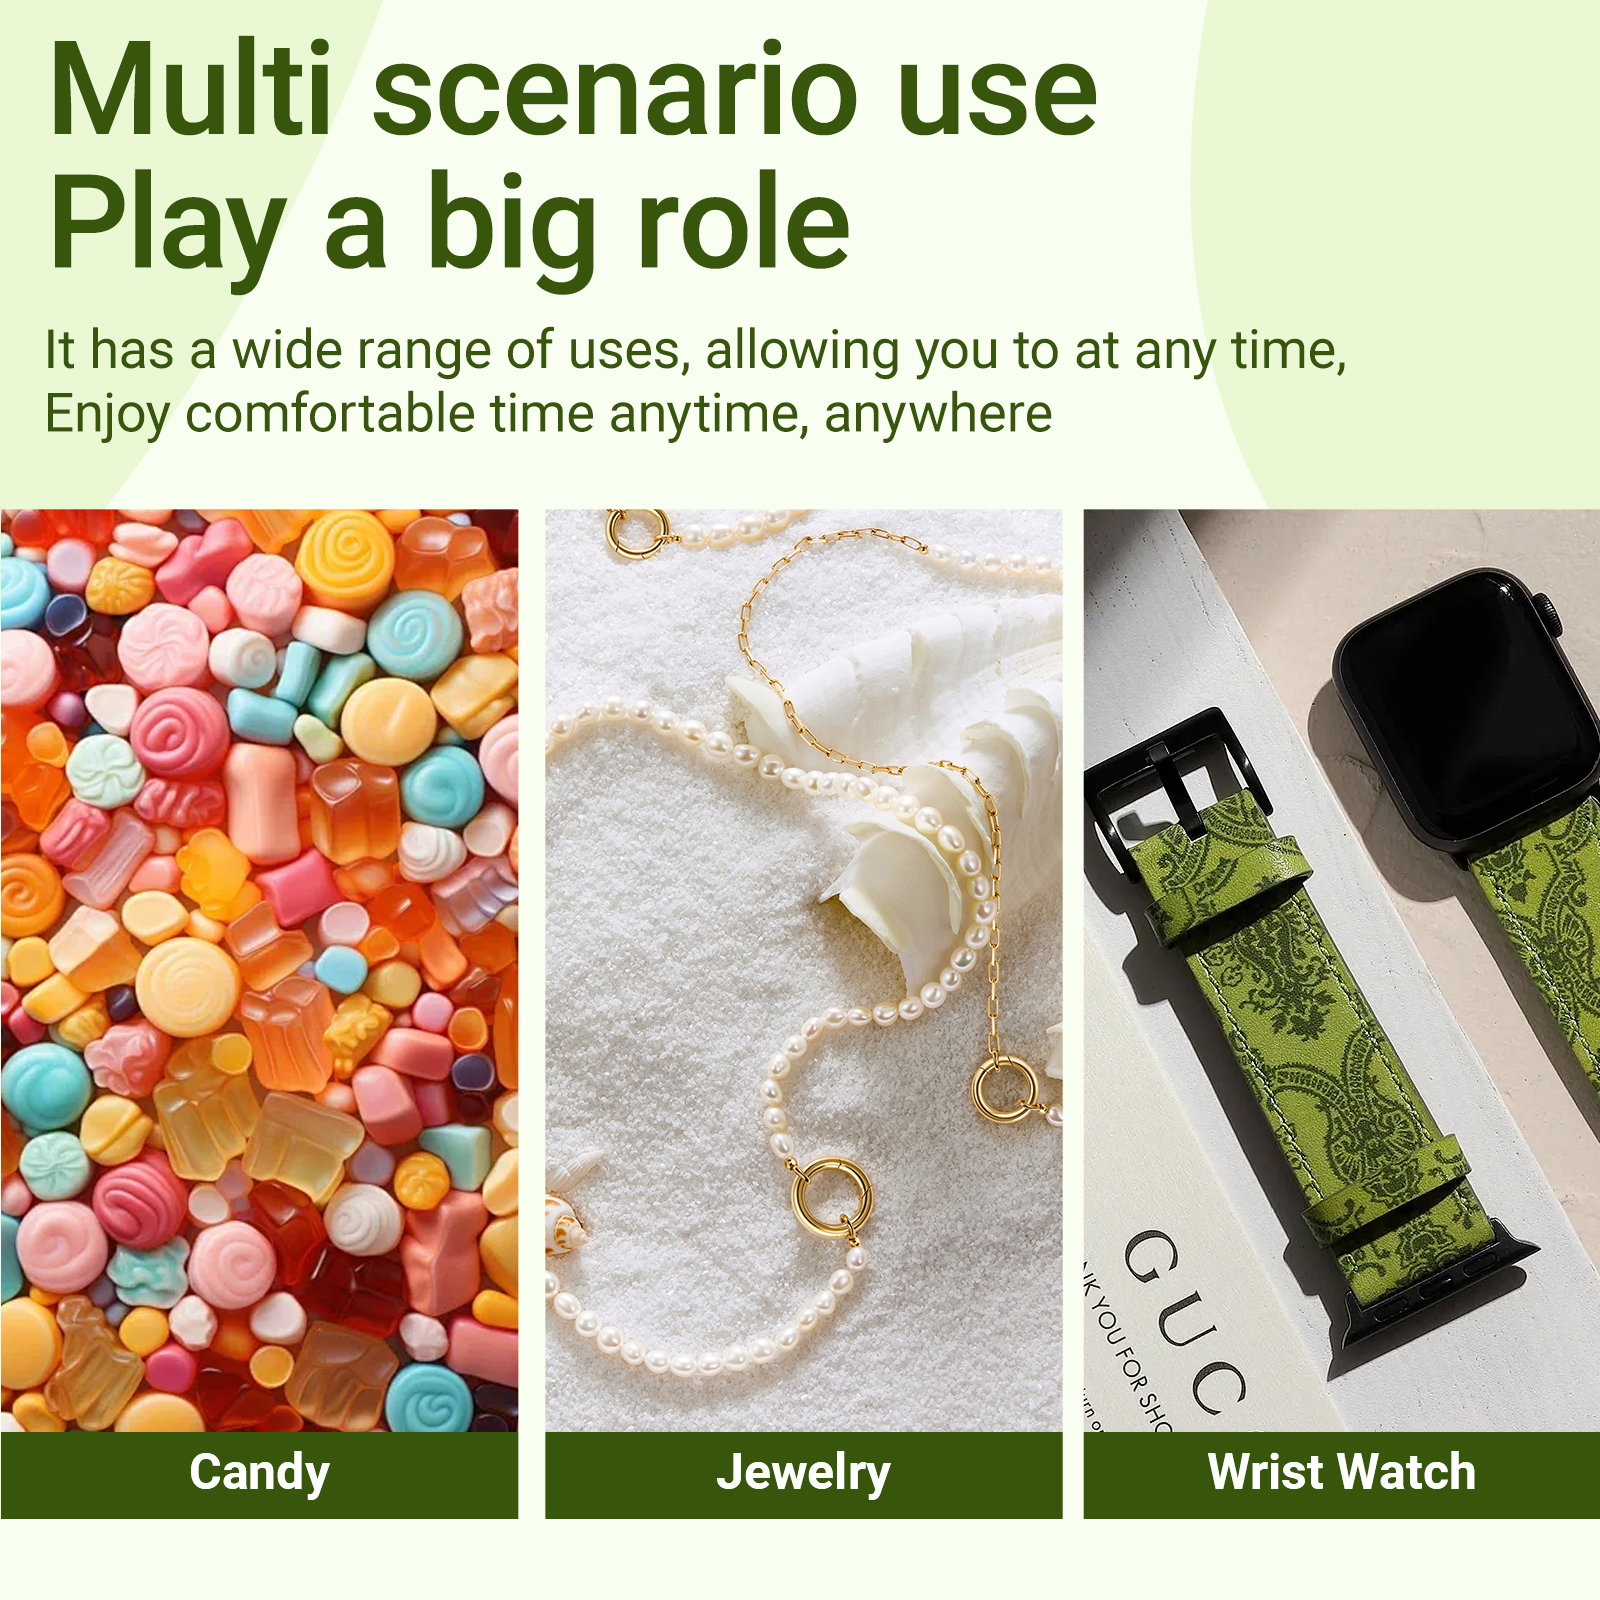 Multi scenario use
Play a big role
It has a wide range of uses, allowing you to at any time,
Enjoy comfortable time anytime, anywhere
GUC
NK YOU FOR SHO
Candy
Jewelry
Wrist Watch